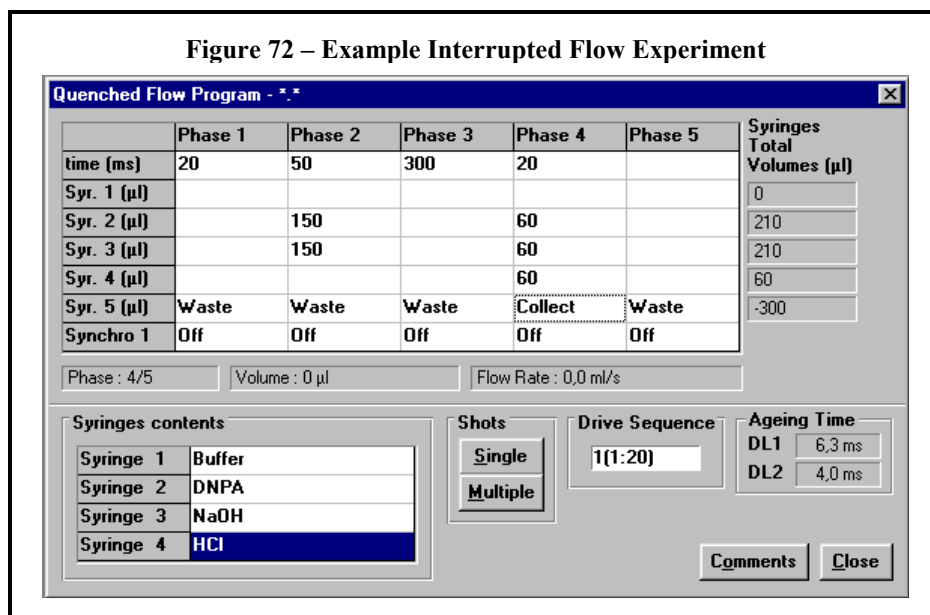 Figure 72 – Example Interrupted Flow Experiment
Quenched Flow Program - *.*
Phase 1 Phase 2 Phase 3 Phase 4 Phase 5
time (ms) 20 50 300 20
Syr. 1 (µl)
Syr. 2 (µl) 150 60
Syr. 3 (µl) 150 60
Syr. 4 (µl) 60
Syr. 5 (µl) Waste Waste Waste Collect Waste
Synchro 1 Off Off Off Off Off
Syringes
Total
Volumes (µl)
0
210
210
60
-300
Phase : 4/5 Volume : 0 µl Flow Rate : 0,0 ml/s
Syringes contents
Syringe 1 Buffer
Syringe 2 DNPA
Syringe 3 NaOH
Syringe 4 HCl
Shots
Single
Multiple
Drive Sequence
1(1:20)
Ageing Time
DL1 6,3 ms
DL2 4,0 ms
Comments Close